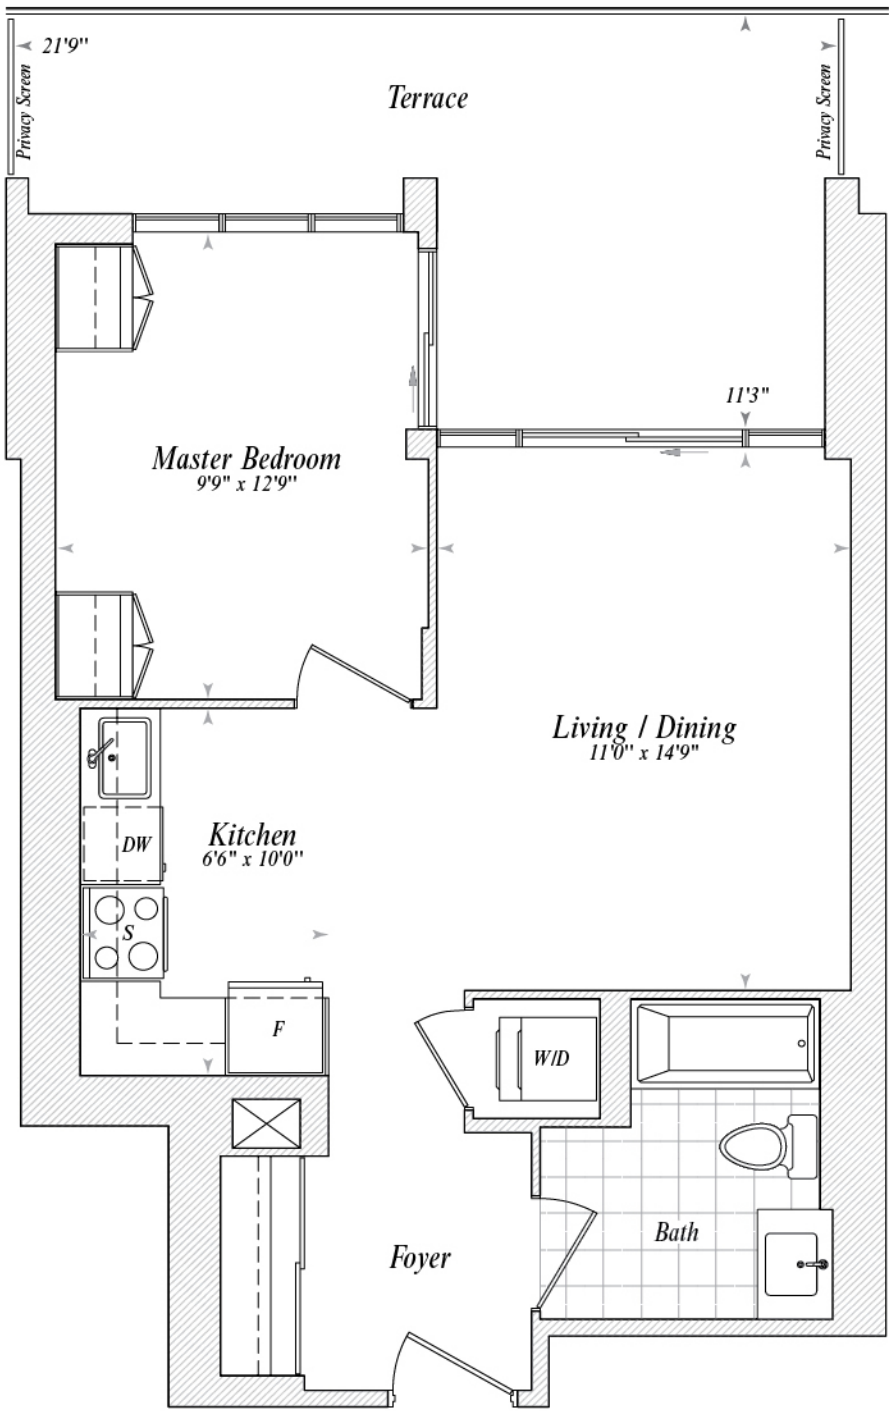 21'9"
Privacy Screen
Terrace
Privacy Screen
11'3"
Master Bedroom
9'9" x 12'9"
Living / Dining
11'0" x 14'9"
Kitchen
6'6" x 10'0"
DW
S
F
W/D
Bath
Foyer